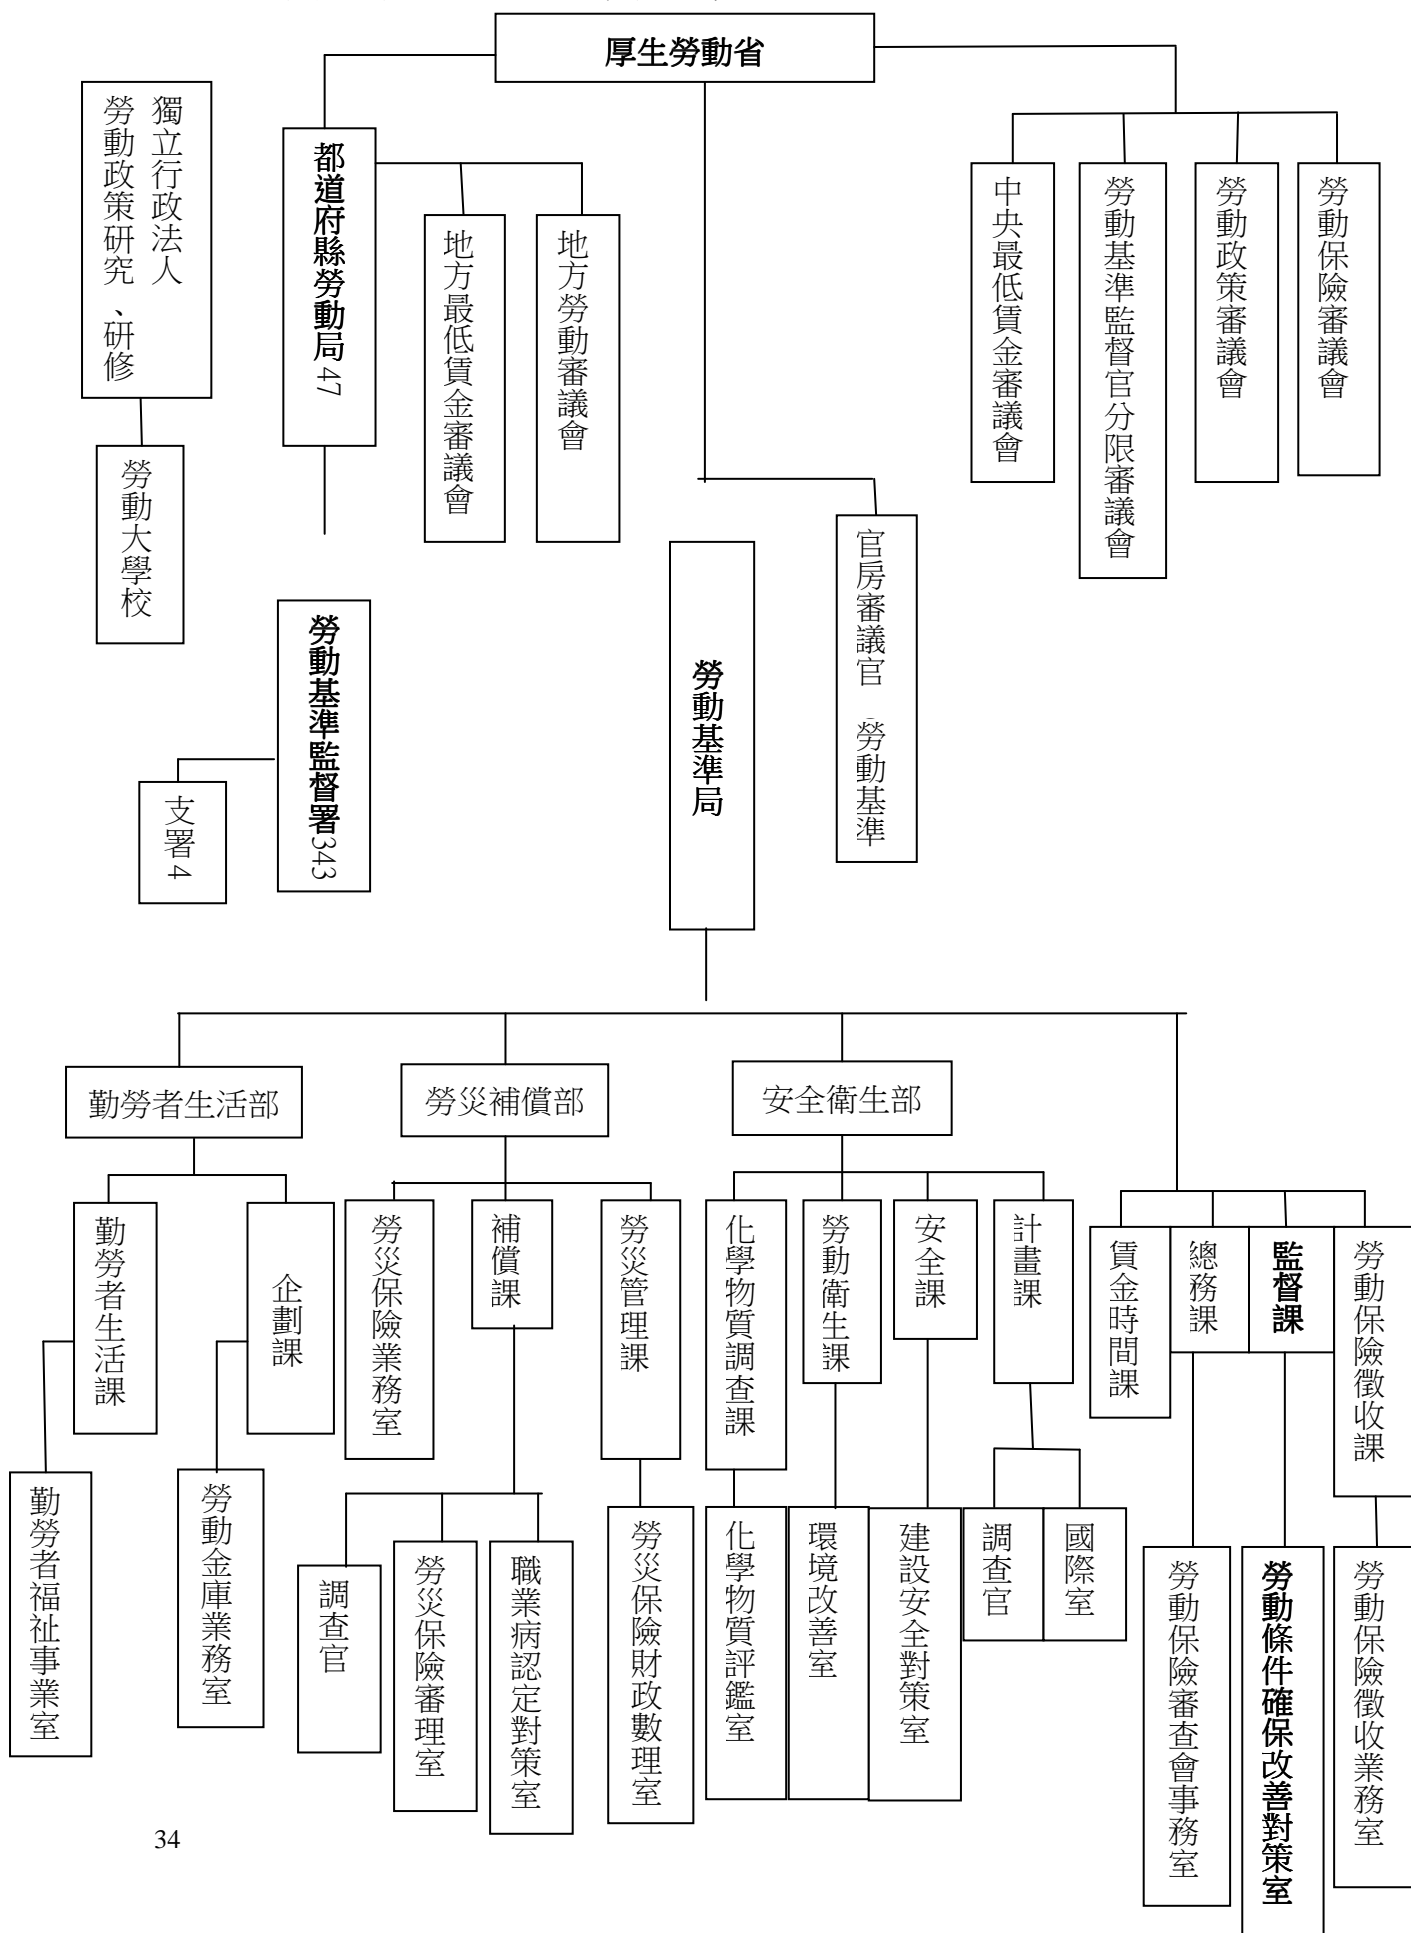 厚生勞動省
獨立行政法人
勞動政策研究、研修
勞動大學校
都道府縣勞動局47
地方最低賃金審議會
地方勞動審議會
中央最低賃金審議會
勞動基準監督官分限審議會
勞動政策審議會
勞動保險審議會
勞動基準監督署343
支署4
勞動基準局
官房審議官 勞動基準
勤勞者生活部
勞災補償部
安全衛生部
勤勞者生活課
企劃課
勞災保險業務室
補償課
勞災管理課
化學物質調查課
勞動衛生課
安全課
計畫課
賃金時間課
總務課
監督課
勞動保險徵收課
勤勞者福祉事業室
勞動金庫業務室
調查官
勞災保險審理室
職業病認定對策室
勞災保險財政數理室
化學物質評鑑室
環境改善室
建設安全對策室
調查官
國際室
勞動保險審查會事務室
勞動條件確保改善對策室
勞動保險徵收業務室
34